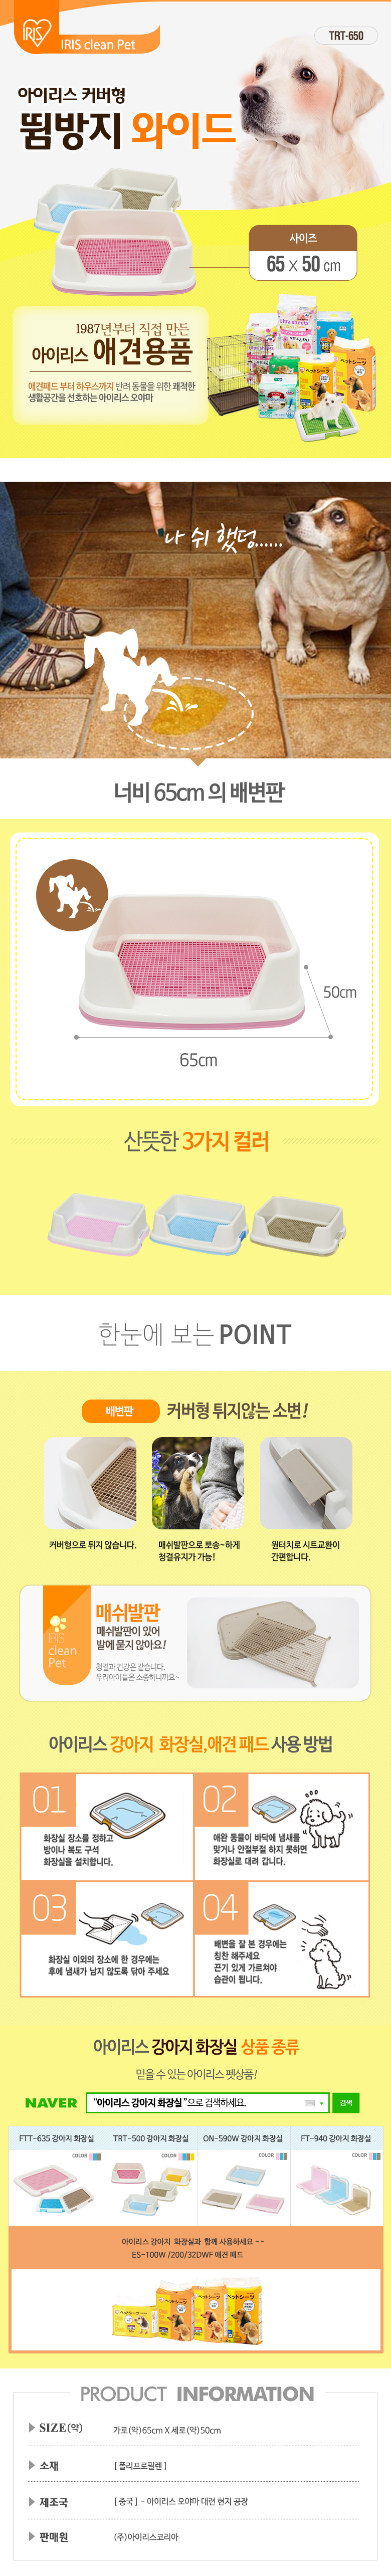 IRIS
IRIS clean Pet
TRT-650
아이리스 커버형
뜀방지 와이드
사이즈
65 X 50 cm
1987년부터 직접 만든
아이리스 애견용품
애견패드 부터 하우스까지 반려 동물을 위한 쾌적한
생활공간을 선호하는 아이리스 오야마
나 쉬 했덩......
너비 65cm 의 배변판
50cm
65cm
산뜻한 3가지 컬러
한눈에 보는 POINT
배변판 커버형 튀지않는 소변!
커버형으로 튀지 않습니다.
매쉬발판으로 뽀송~하게
청결유지가 가능!
원터치로 시트교환이
간편합니다.
IRIS
clean
Pet
매쉬발판
매쉬발판이 있어
발에 묻지 않아요!
청결과 건강은 같습니다.
우리아이들은 소중하니까요~
아이리스 강아지 화장실,애견 패드 사용 방법
01
화장실 장소를 정하고
방이나 복도 구석
화장실을 설치합니다.
02
애완 동물이 바닥에 냄새를
맞거나 안절부절 하지 못하면
화장실로 대려 갑니다.
03
화장실 이외의 장소에 한 경우에는
후에 냄새가 남지 않도록 닦아 주세요
04
배변을 잘 본 경우에는
칭찬 해주세요
끈기 있게 가르쳐야
습관이 됩니다.
아이리스 강아지 화장실 상품 종류
믿을 수 있는 아이리스 펫상품!
NAVER "아이리스 강아지 화장실"으로 검색하세요. 검색
FTT-635 강아지 화장실 TRT-500 강아지 화장실 ON-590W 강아지 화장실 FT-940 강아지 화장실
COLOR COLOR COLOR COLOR
아이리스 강아지 화장실과 함께 사용하세요 ~~
ES-100W /200/32DWF 애견 패드
ペットシーツ ペットシーツ ペットシーツ
PRODUCT INFORMATION
SIZE(약) 가로(약)65cm X 세로(약)50cm
소재 [ 폴리프로필렌 ]
제조국 [ 중국 ] - 아이리스 오야마 대련 현지 공장
판매원 (주)아이리스코리아